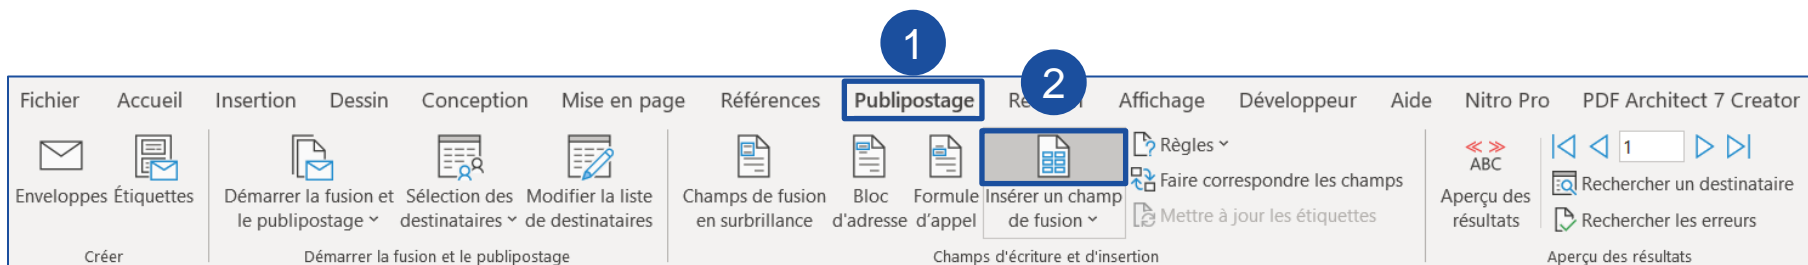 1
2
Fichier Accueil Insertion Dessin Conception Mise en page Références Publipostage Affichage Développeur Aide Nitro Pro PDF Architect 7 Creator
Enveloppes Étiquettes
Créer
Démarrer la fusion et
le publipostage
Sélection des
destinataires
Modifier la liste
de destinataires
Démarrer la fusion et le publipostage
Champs de fusion
en surbrillance
Bloc
d'adresse
Formule
d'appel
Insérer un champ
de fusion
Règles
Faire correspondre les champs
Mettre à jour les étiquettes
Champs d'écriture et d'insertion
ABC
Aperçu des
résultats
1
Rechercher un destinataire
Rechercher les erreurs
Aperçu des résultats